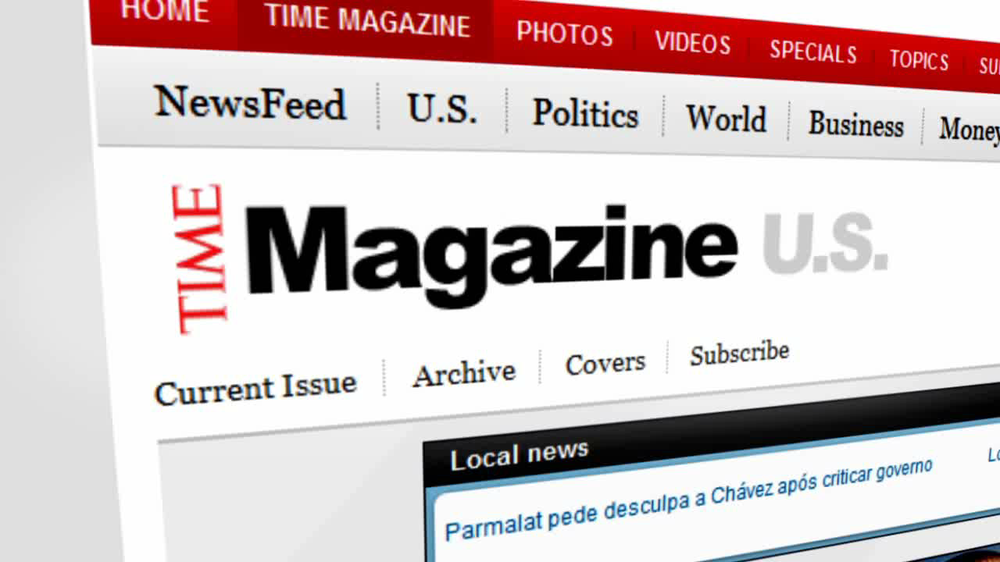 HOME TIME MAGAZINE PHOTOS VIDEOS SPECIALS TOPICS
NewsFeed U.S. Politics World Business Money
TIME Magazine U.S.
Current Issue Archive Covers Subscribe
Local news
Parmalat pede desculpa a Chávez após criticar governo